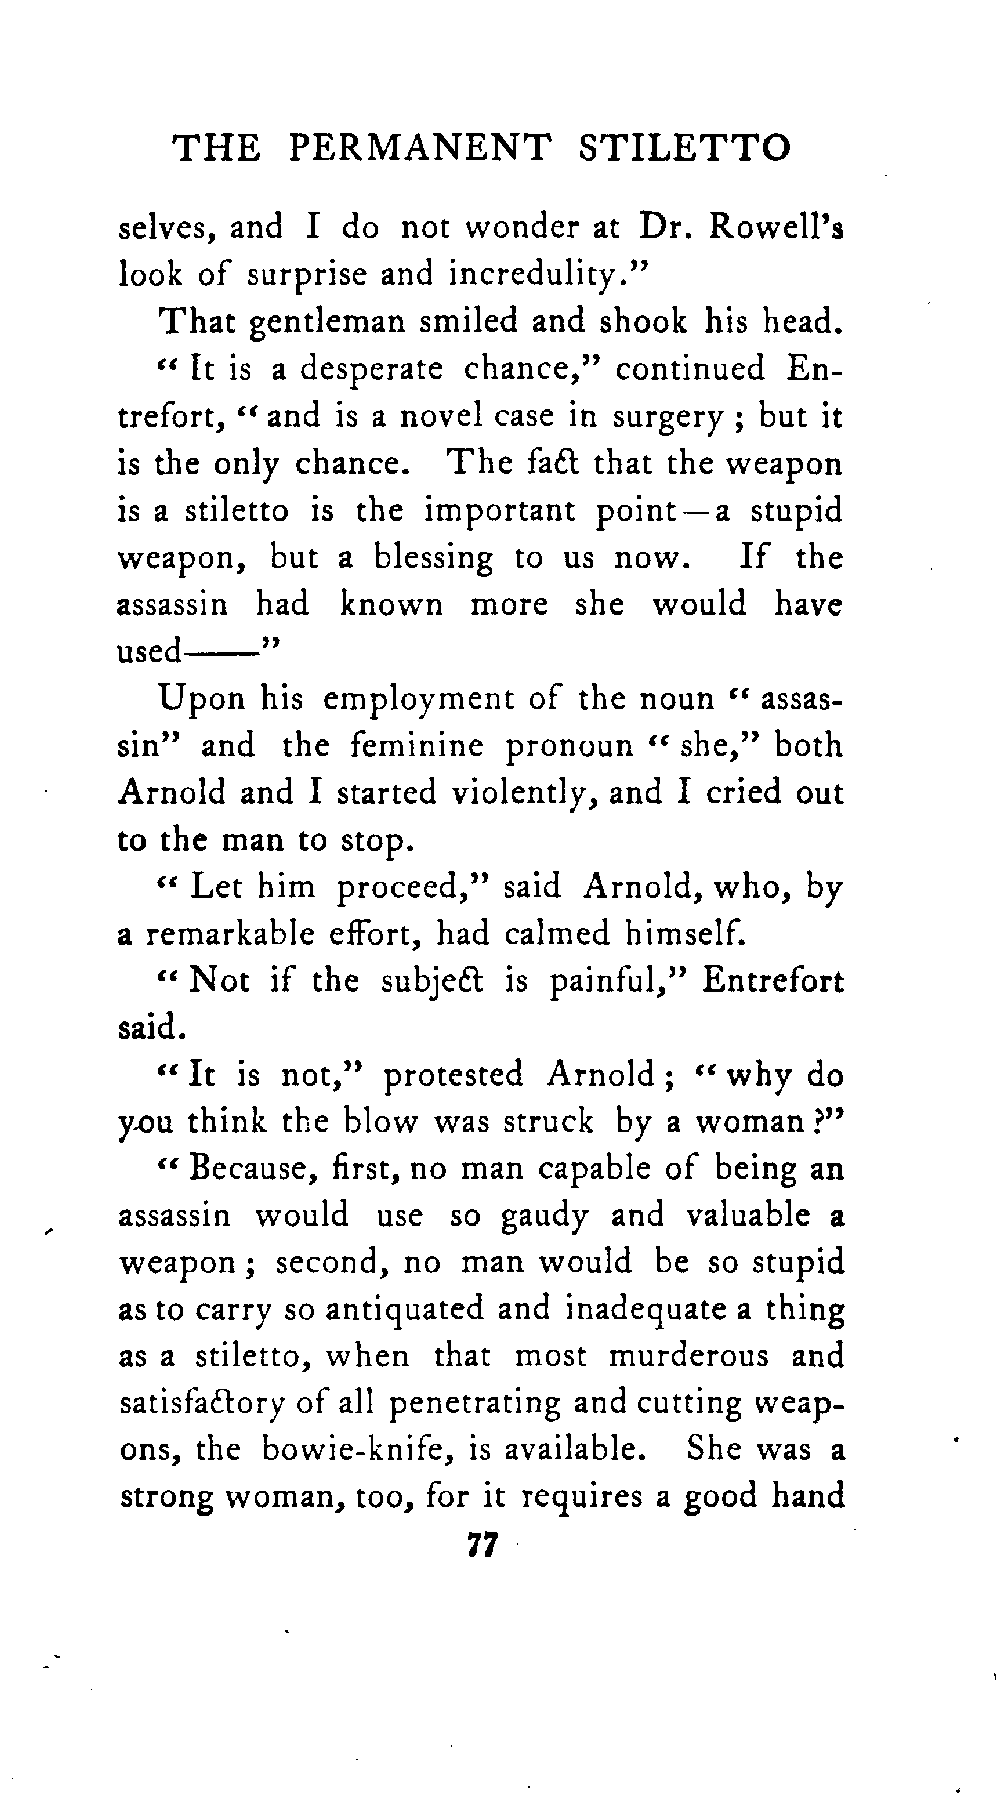 THE PERMANENT STILETTO
selves, and I do not wonder at Dr. Rowell's
look of surprise and incredulity."
That gentleman smiled and shook his head.
"It is a desperate chance," continued En-
trefort, "and is a novel case in surgery; but it
is the only chance. The fact that the weapon
is a stiletto is the important point—a stupid
weapon, but a blessing to us now. If the
assassin had known more she would have
used——"
Upon his employment of the noun "assas-
sin" and the feminine pronoun "she," both
Arnold and I started violently, and I cried out
to the man to stop.
"Let him proceed," said Arnold, who, by
a remarkable effort, had calmed himself.
"Not if the subject is painful," Entrefort
said.
"It is not," protested Arnold; "why do
you think the blow was struck by a woman?"
"Because, first, no man capable of being an
assassin would use so gaudy and valuable a
weapon; second, no man would be so stupid
as to carry so antiquated and inadequate a thing
as a stiletto, when that most murderous and
satisfactory of all penetrating and cutting weap-
ons, the bowie-knife, is available. She was a
strong woman, too, for it requires a good hand
77